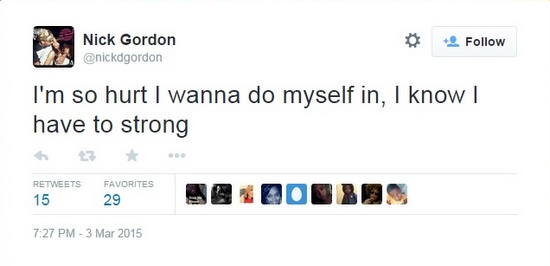 Nick Gordon
@nickdgordon
Follow
I'm so hurt I wanna do myself in, I know I
have to strong
RETWEETS
FAVORITES
15
29
7:27 PM - 3 Mar 2015